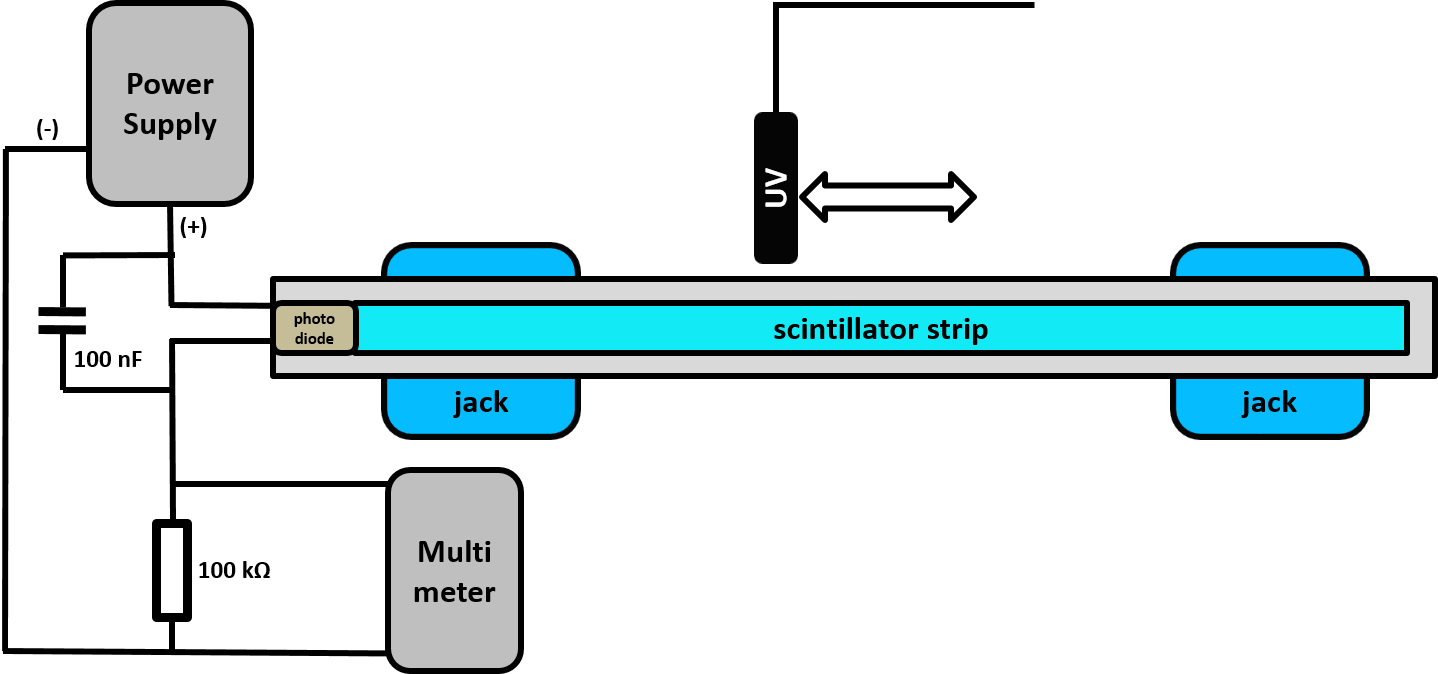 Power
Supply
(-)
(+)
UV
photo
diode
scintillator strip
100 nF
jack
jack
Multi
meter
100 kΩ